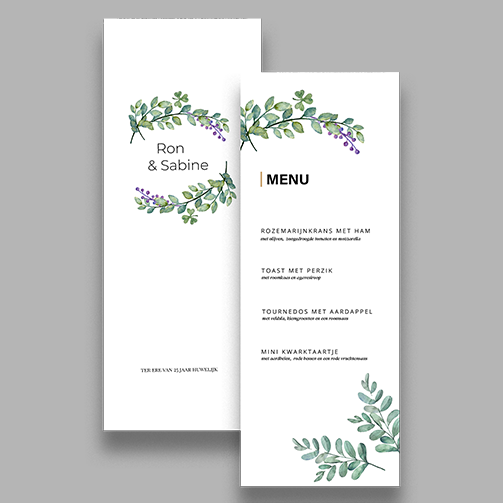 Ron
& Sabine
TER ERE VAN 25 JAAR HUWELIJK
MENU
ROZEMARIJNKRANS MET HAM
met olijven, zongedroogde tomaten en mozzarella
TOAST MET PERZIK
met roomkaas en agavesiroop
TOURNEDOS MET AARDAPPEL
met veldsla, biergroenten en een roomsaus
MINI KWARKTAARTJE
met aardbeien, rode bessen en een rode vruchtensaus